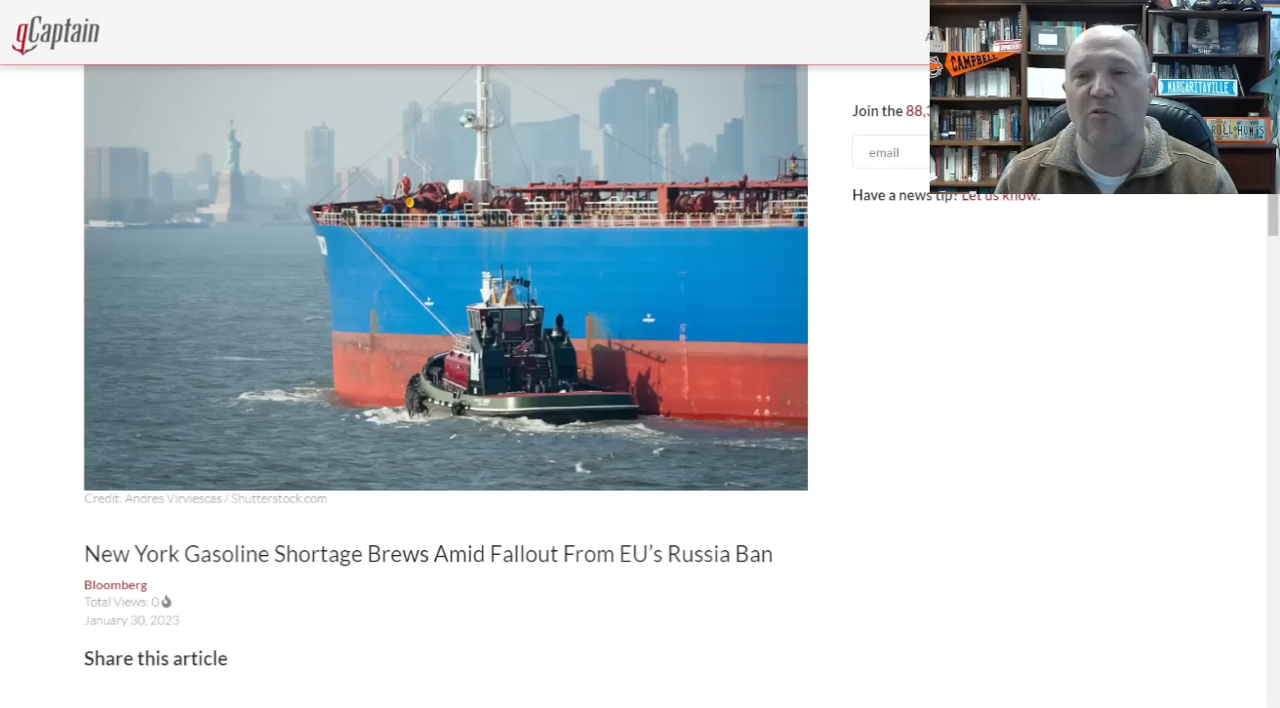 gCaptain
CAMPBELL
MARGARITAVILLE
ROLL HUMPS
Join the 88,
email
Have a news tip? Let us know.
Credit: Andres Virviescas / Shutterstock.com
New York Gasoline Shortage Brews Amid Fallout From EU's Russia Ban
Bloomberg
Total Views: 0
January 30, 2023
Share this article